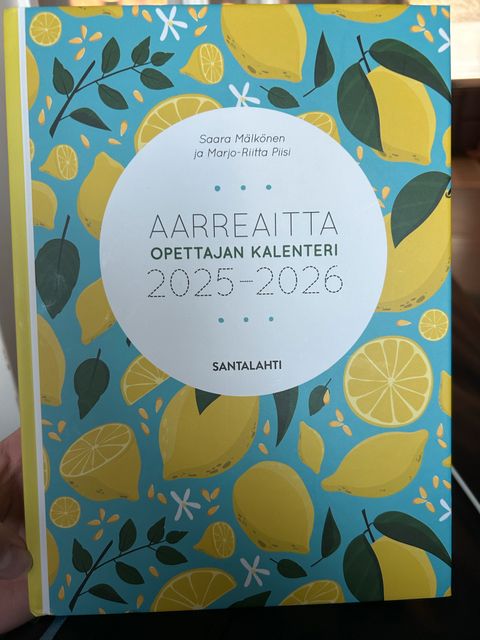 Saara Mälkönen
ja Marjo-Riitta Piisi
AARREAITTA
OPETTAJAN KALENTERI
2025–2026
SANTALAHTI